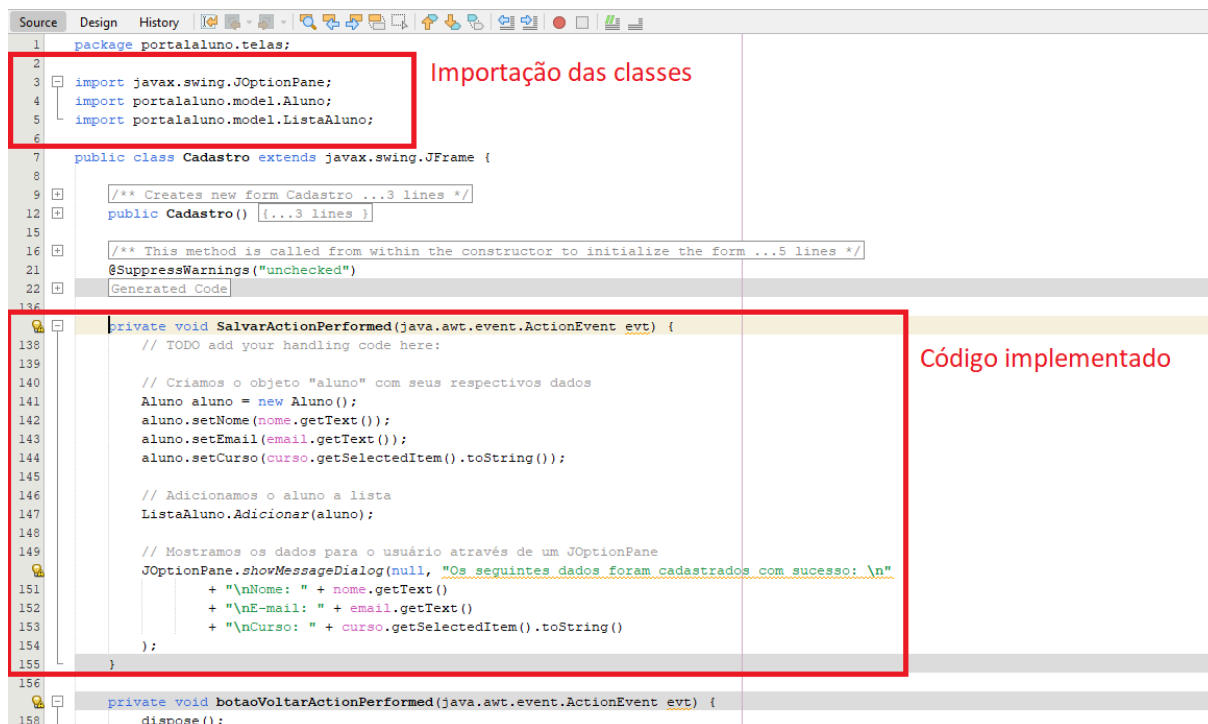 Source Design History
1 package portalaluno.telas;
2
3 import javax.swing.JOptionPane;
Importação das classes
4 import portalaluno.model.Aluno;
5 import portalaluno.model.ListaAluno;
6
7 public class Cadastro extends javax.swing.JFrame {
8
9 /** Creates new form Cadastro ...3 lines */
12 public Cadastro() {...3 lines }
15
16 /** This method is called from within the constructor to initialize the form ...5 lines */
21 @SuppressWarnings("unchecked")
22 Generated Code
136
private void SalvarActionPerformed(java.awt.event.ActionEvent evt) {
138 // TODO add your handling code here:
Código implementado
139
140 // Criamos o objeto "aluno" com seus respectivos dados
141 Aluno aluno = new Aluno();
142 aluno.setNome(nome.getText());
143 aluno.setEmail(email.getText());
144 aluno.setCurso(curso.getSelectedItem().toString());
145
146 // Adicionamos o aluno a lista
147 ListaAluno.Adicionar(aluno);
148
149 // Mostramos os dados para o usuário através de um JOptionPane
JOptionPane.showMessageDialog(null, "Os seguintes dados foram cadastrados com sucesso: \n"
151 + "\nNome: " + nome.getText()
152 + "\nE-mail: " + email.getText()
153 + "\nCurso: " + curso.getSelectedItem().toString()
154 );
155 }
156
private void botaoVoltarActionPerformed(java.awt.event.ActionEvent evt) {
158 dispose();